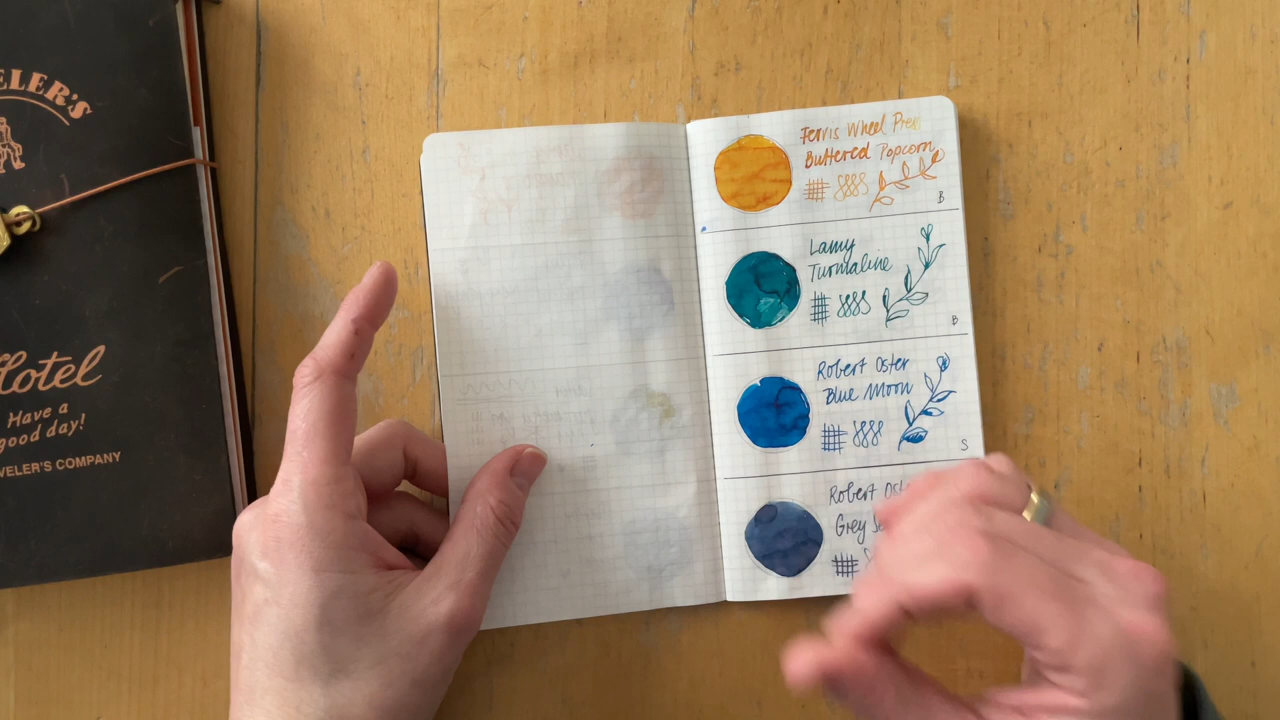 ELER'S
Hotel
Have a
good day!
WELER'S COMPANY
Ferris Wheel Press
Buttered Popcorn
B
Lamy
Turmaline
B
Robert Oster
Blue Moon
S
Robert Os
Grey